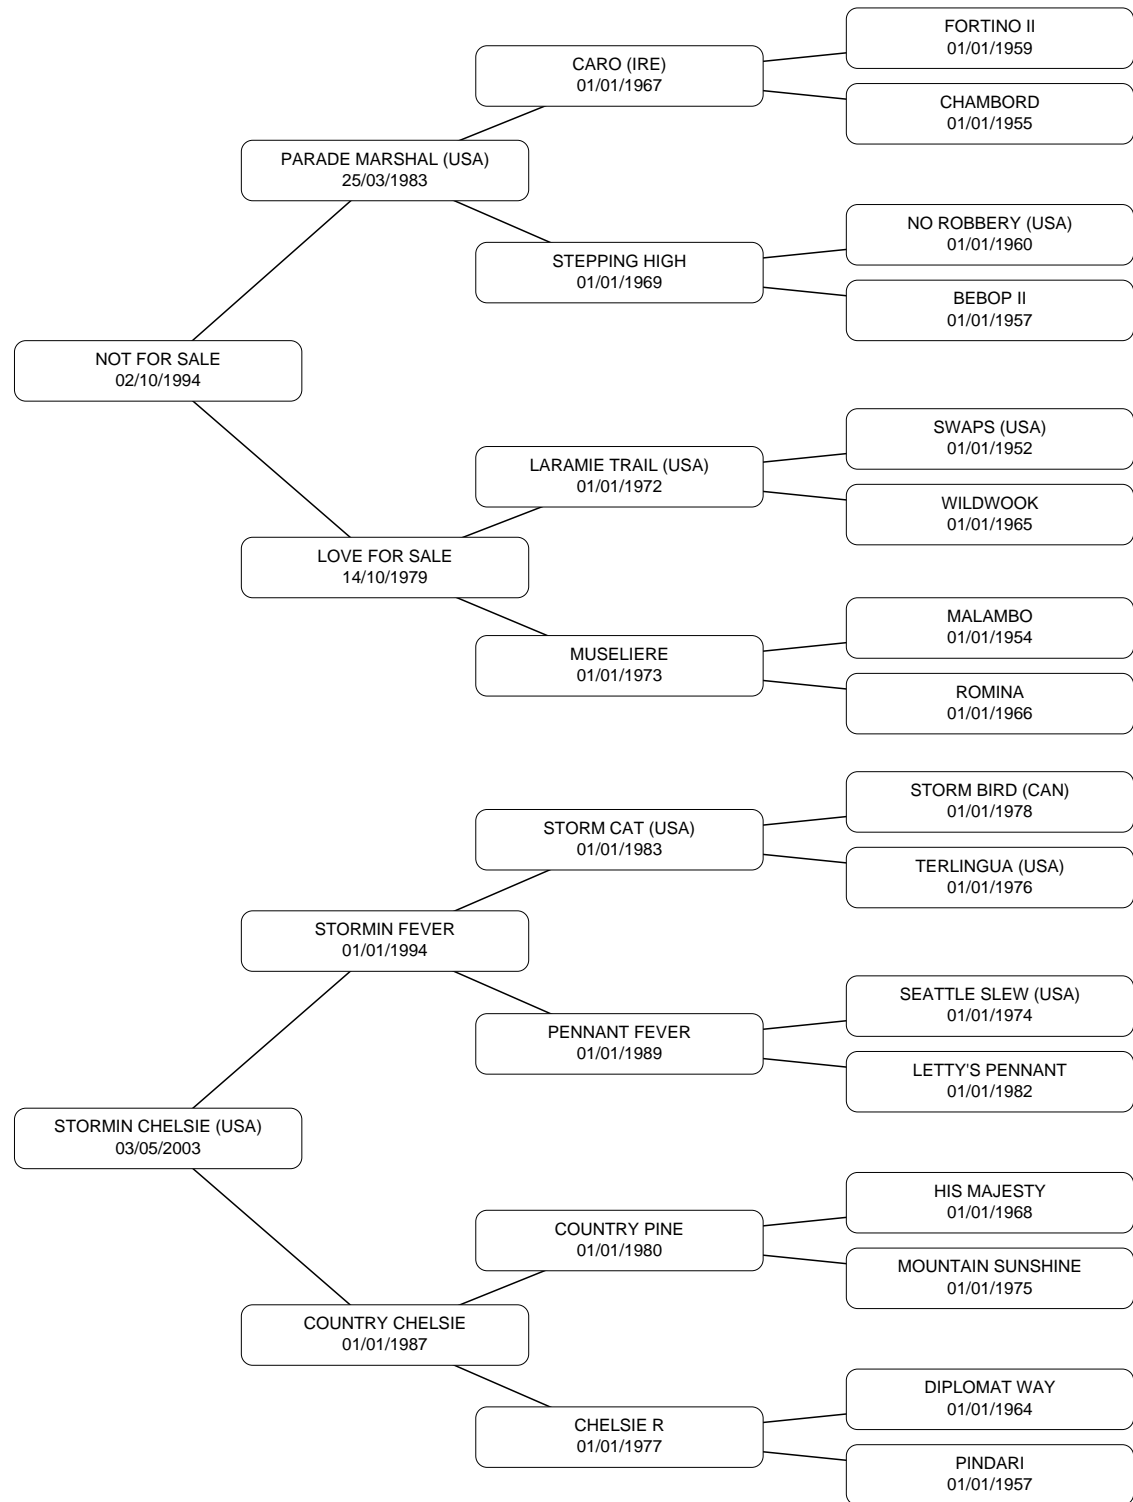 FORTINO II
01/01/1959
CARO (IRE)
01/01/1967
CHAMBORD
01/01/1955
PARADE MARSHAL (USA)
25/03/1983
NO ROBBERY (USA)
01/01/1960
STEPPING HIGH
01/01/1969
BEBOP II
01/01/1957
NOT FOR SALE
02/10/1994
SWAPS (USA)
01/01/1952
LARAMIE TRAIL (USA)
01/01/1972
WILDWOOK
01/01/1965
LOVE FOR SALE
14/10/1979
MALAMBO
01/01/1954
MUSELIERE
01/01/1973
ROMINA
01/01/1966
STORM BIRD (CAN)
01/01/1978
STORM CAT (USA)
01/01/1983
TERLINGUA (USA)
01/01/1976
STORMIN FEVER
01/01/1994
SEATTLE SLEW (USA)
01/01/1974
PENNANT FEVER
01/01/1989
LETTY'S PENNANT
01/01/1982
STORMIN CHELSIE (USA)
03/05/2003
HIS MAJESTY
01/01/1968
COUNTRY PINE
01/01/1980
MOUNTAIN SUNSHINE
01/01/1975
COUNTRY CHELSIE
01/01/1987
DIPLOMAT WAY
01/01/1964
CHELSIE R
01/01/1977
PINDARI
01/01/1957